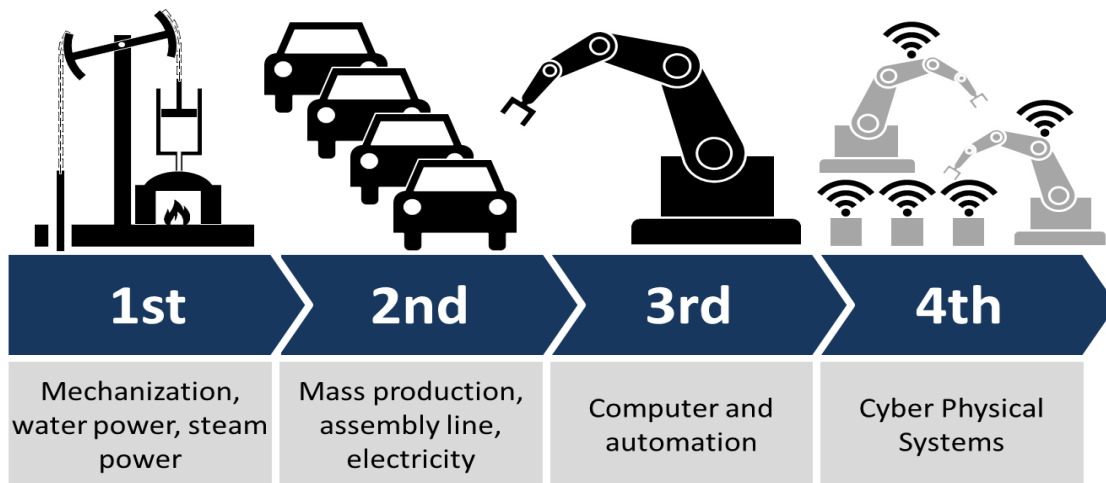 1st
2nd
3rd
4th
Mechanization,
water power, steam
power
Mass production,
assembly line,
electricity
Computer and
automation
Cyber Physical
Systems